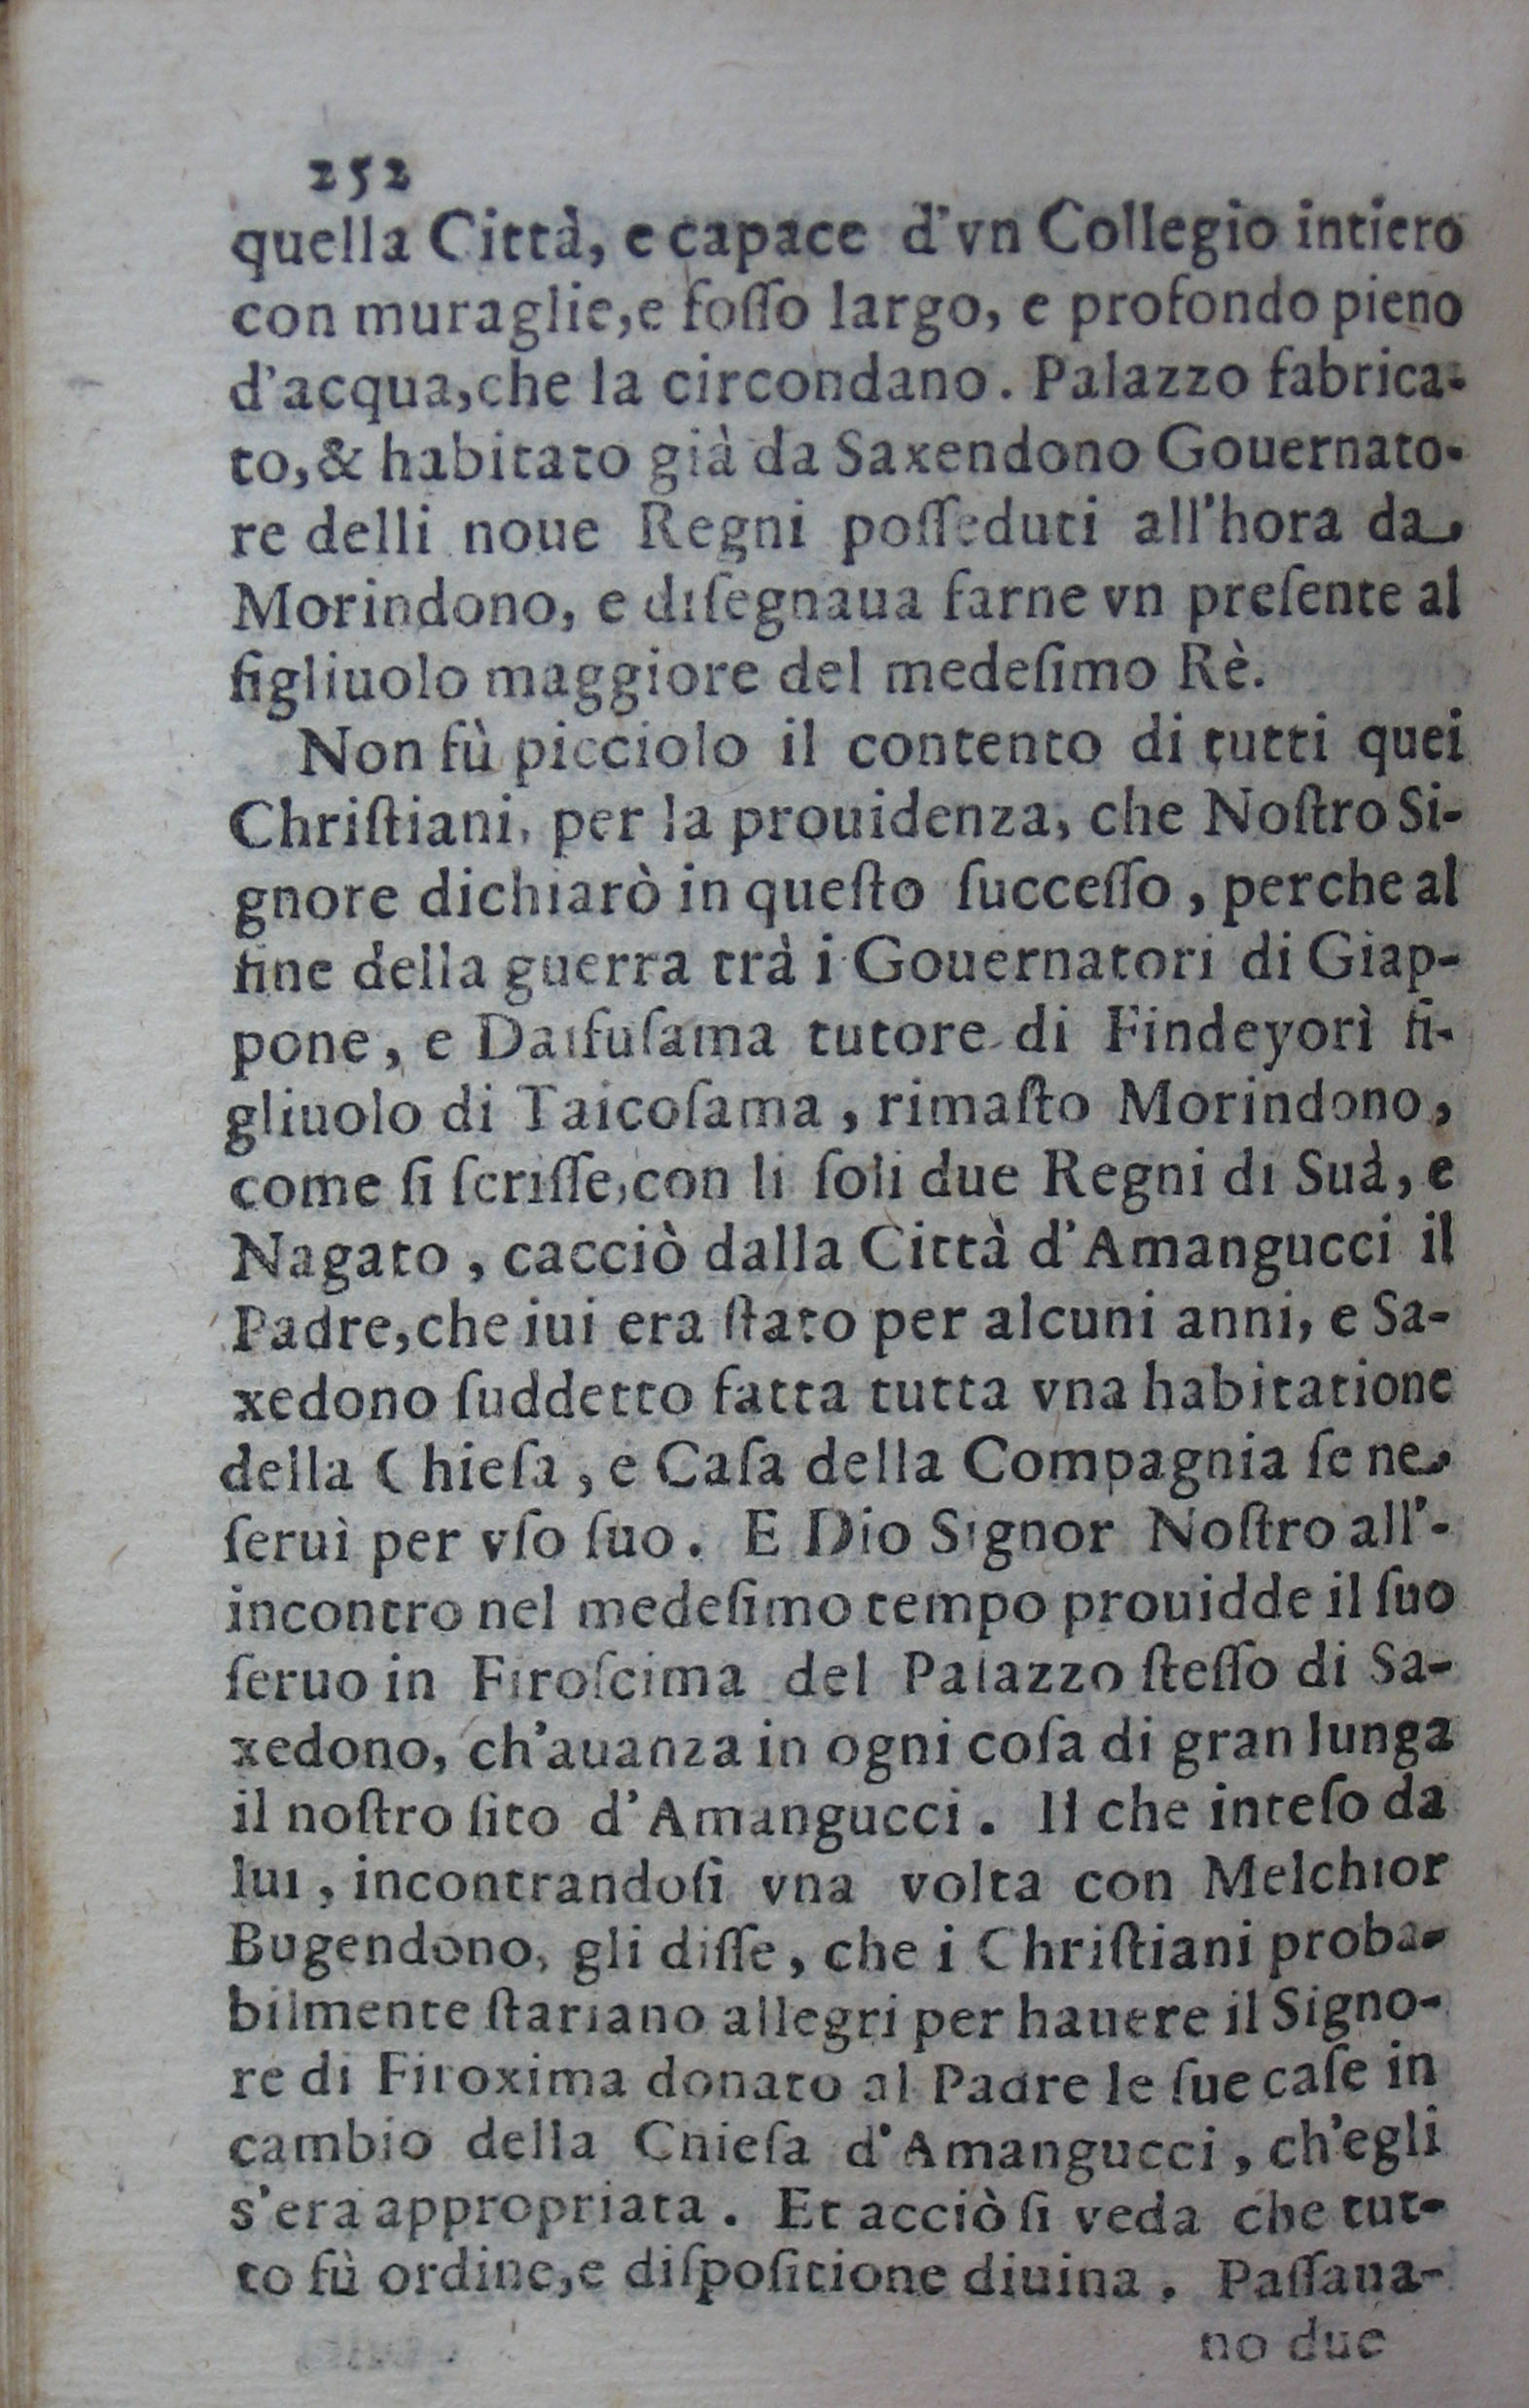 252
quella Città, e capace d'vn Collegio intiero
con muraglie,e foſſo largo, e profondo pieno
d'acqua,che la circondano. Palazzo fabrica-
to,& habitato già da Saxendono Gouernato-
re delli noue Regni poſſeduti all'hora da
Morindono, e diſegnaua farne vn preſente al
figliuolo maggiore del medeſimo Rè.
Non fù picciolo il contento di tutti quei
Chriſtiani, per la prouidenza, che Noſtro Si-
gnore dichiarò in queſto ſucceſſo, perche al
fine della guerra trà i Gouernatori di Giap-
pone, e Daifuſama tutore di Findeyorì fi-
gliuolo di Taicoſama, rimaſto Morindono,
come ſi ſcriſſe,con li ſoli due Regni di Suà, e
Nagato, cacciò dalla Città d'Amangucci il
Padre,che iui era ſtato per alcuni anni, e Sa-
xedono ſuddetto fatta tutta vna habitatione
della Chieſa, e Caſa della Compagnia ſe ne
ſeruì per vſo ſuo. E Dio Signor Noſtro all'-
incontro nel medeſimo tempo prouidde il ſuo
ſeruo in Firoſcima del Palazzo ſteſſo di Sa-
xedono, ch'auanza in ogni coſa di gran lunga
il noſtro ſito d'Amangucci. Il che inteſo da
lui, incontrandoſi vna volta con Melchior
Bugendono, gli diſſe, che i Chriſtiani proba-
bilmente ſtariano allegri per hauere il Signo-
re di Firoxima donato al Padre le ſue caſe in
cambio della Chieſa d'Amangucci, ch'egli
s'era appropriata. Et acciò ſi veda che tut-
to fù ordine,e diſpoſitione diuina. Paſſaua-
no due